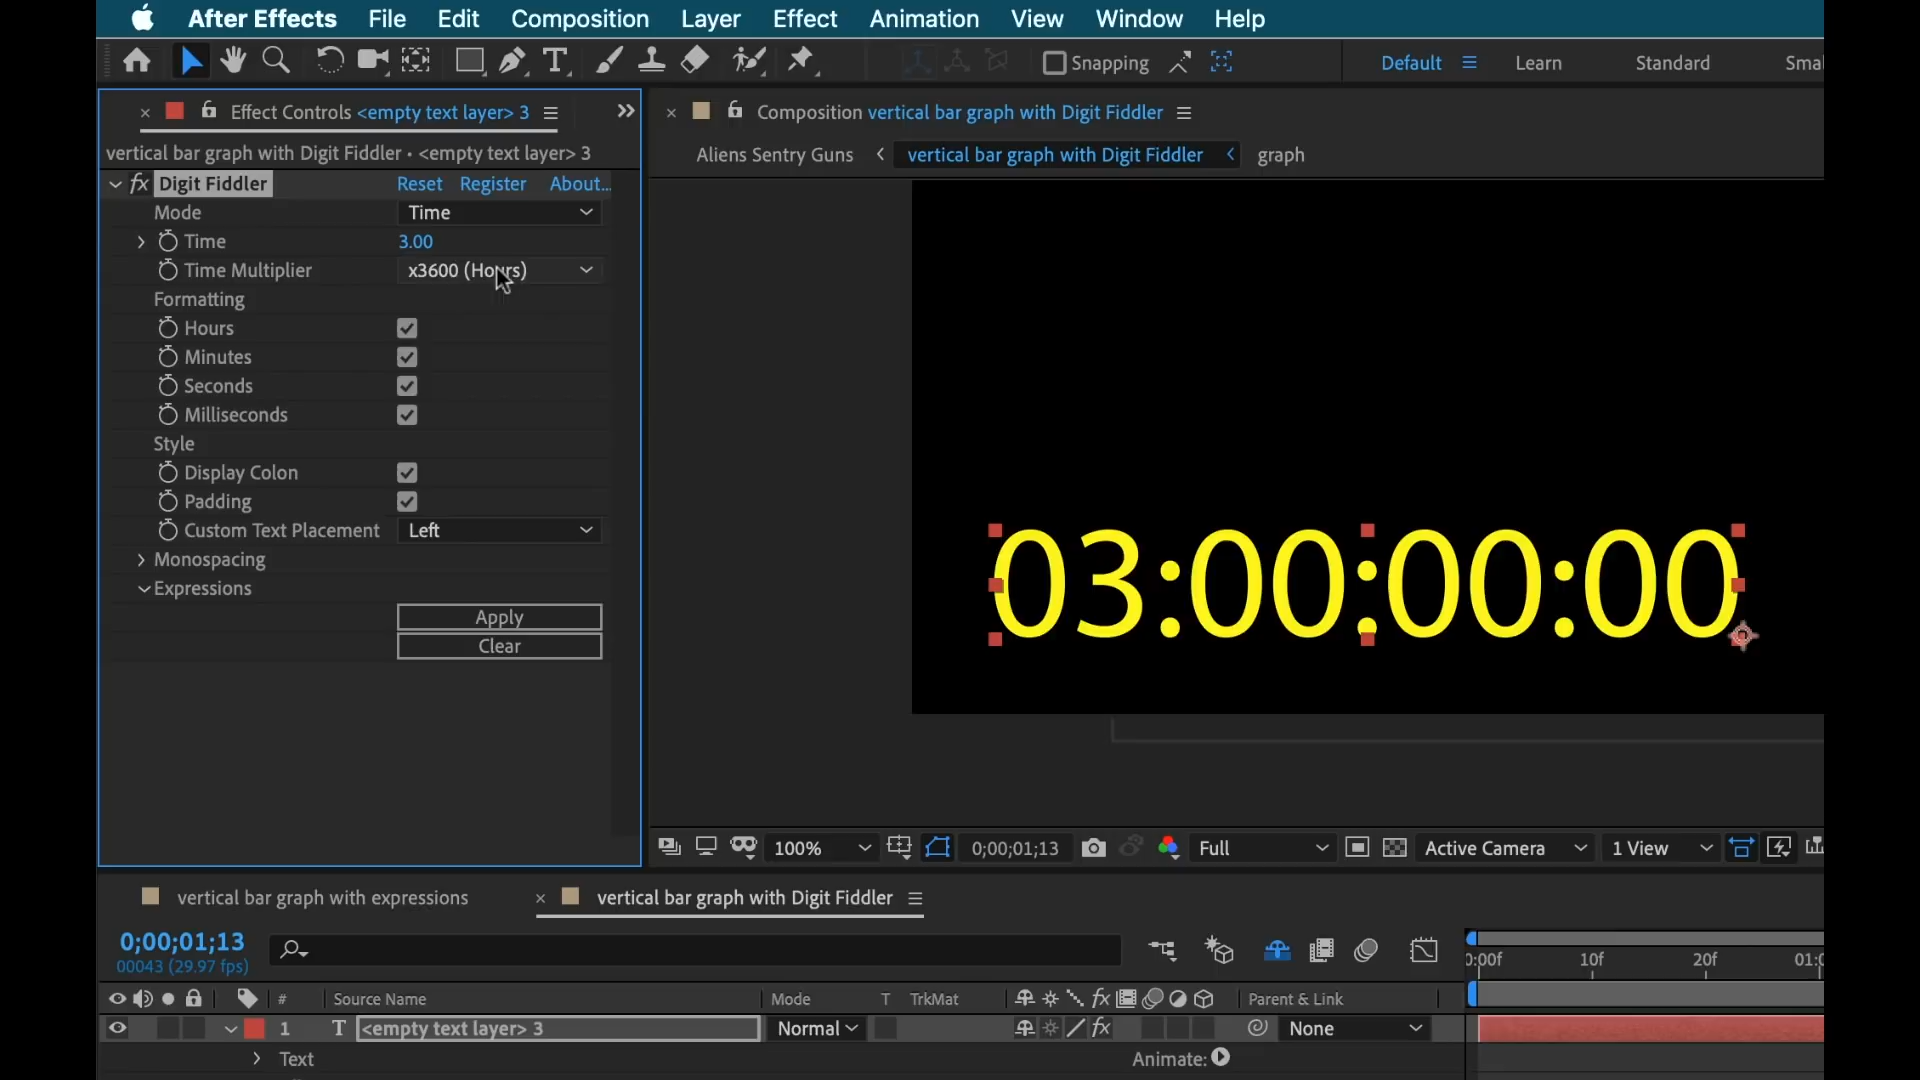 After Effects File Edit Composition Layer Effect Animation View Window Help
Snapping Default Learn Standard Smal
Effect Controls <empty text layer> 3
Composition vertical bar graph with Digit Fiddler
vertical bar graph with Digit Fiddler • <empty text layer> 3
Aliens Sentry Guns vertical bar graph with Digit Fiddler graph
fx Digit Fiddler Reset Register About...
Mode Time
Time 3.00
Time Multiplier x3600 (Hours)
Formatting
Hours
Minutes
Seconds
Milliseconds
Style
Display Colon
Padding
Custom Text Placement Left
Monospacing
Expressions
Apply
Clear
03:00:00:00
100% 0;00;01;13 Full Active Camera 1 View
vertical bar graph with expressions vertical bar graph with Digit Fiddler
0;00;01;13
00043 (29.97 fps)
0:00f 10f 20f 01:0
# Source Name Mode T TrkMat fx Parent & Link
1 T <empty text layer> 3 Normal fx None
Text Animate: